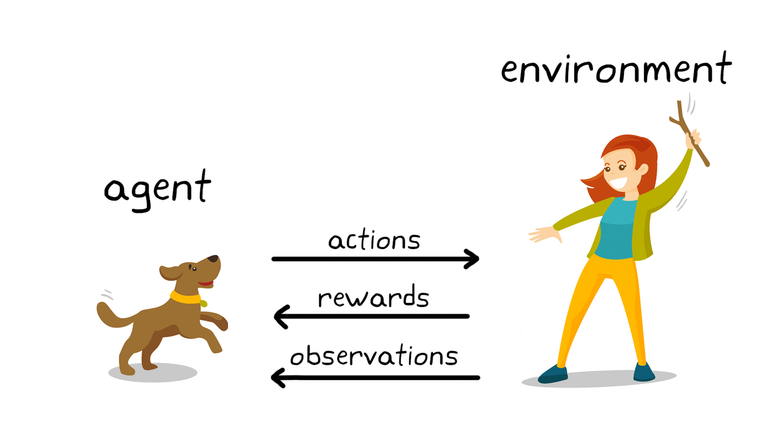 environment
agent
actions
rewards
observations